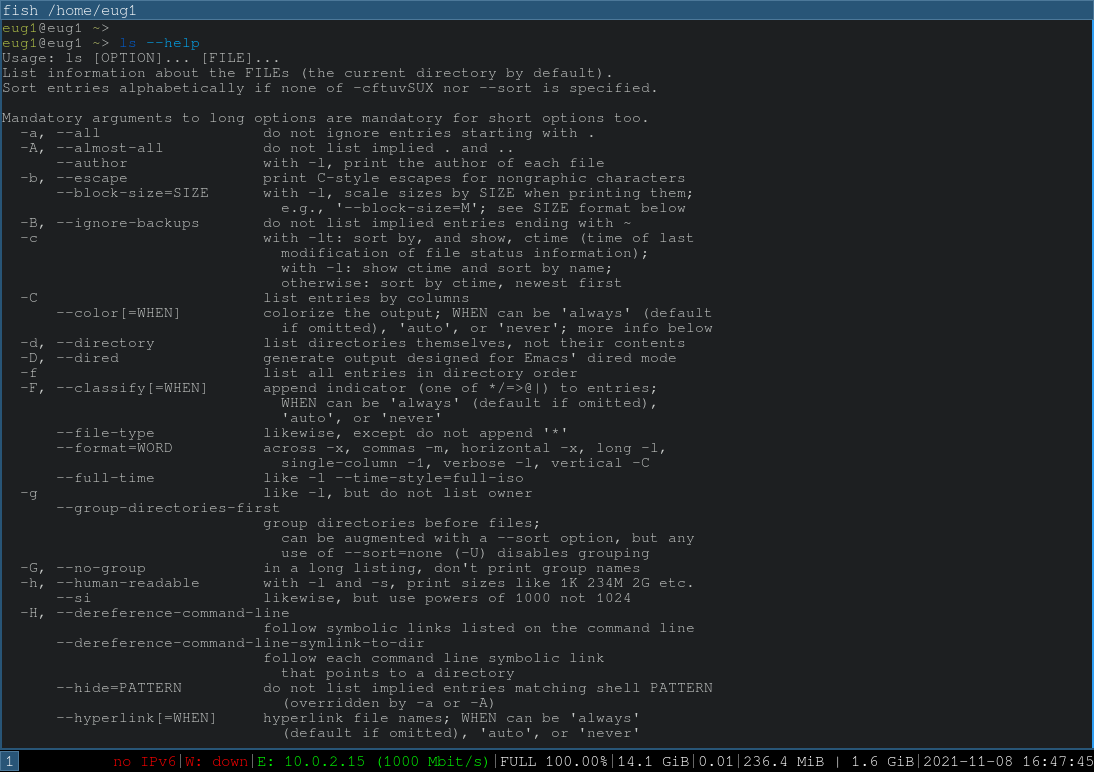 fish /home/eug1
eug1@eug1 ~>
eug1@eug1 ~> ls --help
Usage: ls [OPTION]... [FILE]...
List information about the FILEs (the current directory by default).
Sort entries alphabetically if none of -cftuvSUX nor --sort is specified.

Mandatory arguments to long options are mandatory for short options too.
  -a, --all                  do not ignore entries starting with .
  -A, --almost-all           do not list implied . and ..
      --author               with -l, print the author of each file
  -b, --escape               print C-style escapes for nongraphic characters
      --block-size=SIZE      with -l, scale sizes by SIZE when printing them;
                               e.g., '--block-size=M'; see SIZE format below
  -B, --ignore-backups       do not list implied entries ending with ~
  -c                         with -lt: sort by, and show, ctime (time of last
                               modification of file status information);
                               with -l: show ctime and sort by name;
                               otherwise: sort by ctime, newest first
  -C                         list entries by columns
      --color[=WHEN]         colorize the output; WHEN can be 'always' (default
                               if omitted), 'auto', or 'never'; more info below
  -d, --directory            list directories themselves, not their contents
  -D, --dired                generate output designed for Emacs' dired mode
  -f                         list all entries in directory order
  -F, --classify[=WHEN]      append indicator (one of */=>@|) to entries;
                               WHEN can be 'always' (default if omitted),
                               'auto', or 'never'
      --file-type            likewise, except do not append '*'
      --format=WORD          across -x, commas -m, horizontal -x, long -l,
                               single-column -1, verbose -l, vertical -C
      --full-time            like -l --time-style=full-iso
  -g                         like -l, but do not list owner
      --group-directories-first
                             group directories before files;
                               can be augmented with a --sort option, but any
                               use of --sort=none (-U) disables grouping
  -G, --no-group             in a long listing, don't print group names
  -h, --human-readable       with -l and -s, print sizes like 1K 234M 2G etc.
      --si                   likewise, but use powers of 1000 not 1024
  -H, --dereference-command-line
                             follow symbolic links listed on the command line
      --dereference-command-line-symlink-to-dir
                             follow each command line symbolic link
                               that points to a directory
      --hide=PATTERN         do not list implied entries matching shell PATTERN
                               (overridden by -a or -A)
      --hyperlink[=WHEN]     hyperlink file names; WHEN can be 'always'
                               (default if omitted), 'auto', or 'never'
1 no IPv6|W: down|E: 10.0.2.15 (1000 Mbit/s)|FULL 100.00%|14.1 GiB|0.01|236.4 MiB | 1.6 GiB|2021-11-08 16:47:45